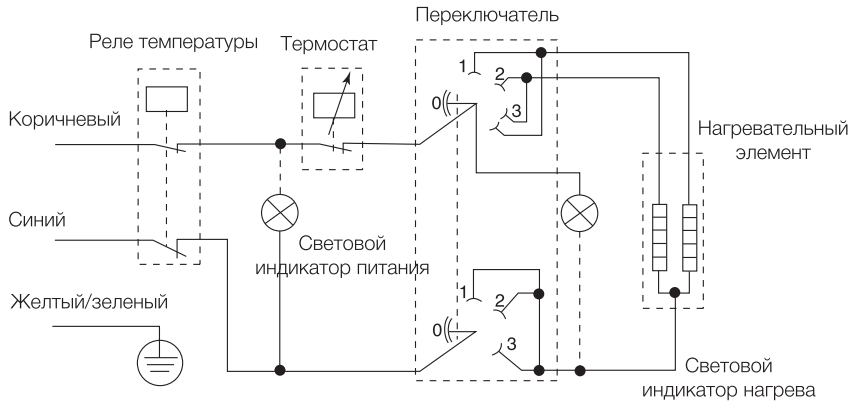 Переключатель
Реле температуры
Термостат
1
2
0
3
Коричневый
Нагревательный
элемент
Синий
Световой
индикатор питания
1
2
0
3
Желтый/зеленый
Световой
индикатор нагрева